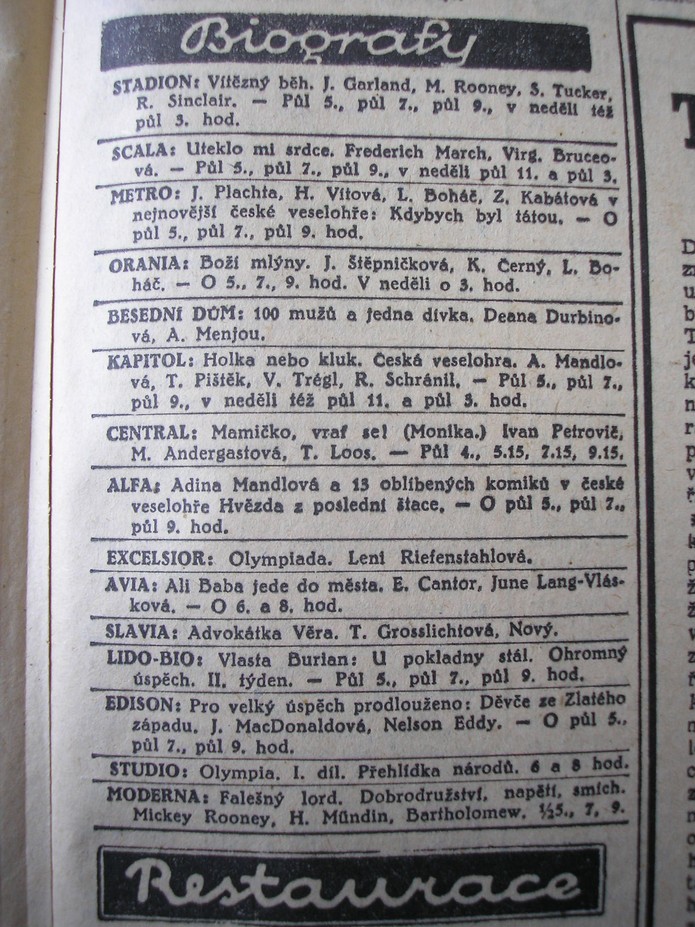 Biografy
STADION: Vítězný běh. J. Garland, M. Rooney, S. Tucker,
R. Sinclair. — Půl 5., půl 7., půl 9., v neděli též
půl 3. hod.
SCALA: Uteklo mi srdce. Frederich March, Virg. Bruceo-
vá. — Půl 5., půl 7., půl 9., v neděli půl 11. a půl 3.
METRO: J. Plachta, H. Vítová, L. Boháč, Z. Kabátová v
nejnovější české veselohře: Kdybych byl tátou. — O
půl 5., půl 7., půl 9. hod.
ORANIA: Boží mlýny. J. Štěpničková, K. Černý, L. Bo-
háč. — O 5., 7., 9. hod. V neděli o 3. hod.
BESEDNÍ DŮM: 100 mužů a jedna dívka. Deana Durbino-
vá, A. Menjou.
KAPITOL: Holka nebo kluk. Česká veselohra. A. Mandlo-
vá, T. Pištěk, V. Trégl, R. Schránil. — Půl 5., půl 7.,
půl 9., v neděli též půl 11. a půl 3. hod.
CENTRAL: Mamičko, vrať se! (Monika.) Ivan Petrovič,
M. Andergastová, T. Loos. — Půl 4., 5.15, 7.15, 9.15.
ALFA: Adina Mandlová a 13 oblíbených komiků v české
veselohře Hvězda z poslední štace. — O půl 5., půl 7.,
půl 9. hod.
EXCELSIOR: Olympiada. Leni Riefenstahlová.
AVIA: Ali Baba jede do města. E. Cantor, June Lang-Vlás-
ková. — O 6. a 8. hod.
SLAVIA: Advokátka Věra. T. Grosslichtová, Nový.
LIDO-BIO: Vlasta Burian: U pokladny stál. Ohromný
úspěch. II. týden. — Půl 5., půl 7., půl 9. hod.
EDISON: Pro velký úspěch prodlouženo: Děvče ze Zlatého
západu. J. MacDonaldová, Nelson Eddy. — O půl 5.,
půl 7., půl 9. hod.
STUDIO: Olympia. I. díl. Přehlídka národů. 6 a 8 hod.
MODERNA: Falešný lord. Dobrodružství, napětí, smích.
Mickey Rooney, H. Mündin, Bartholomew. ½5., 7, 9.
Restaurace